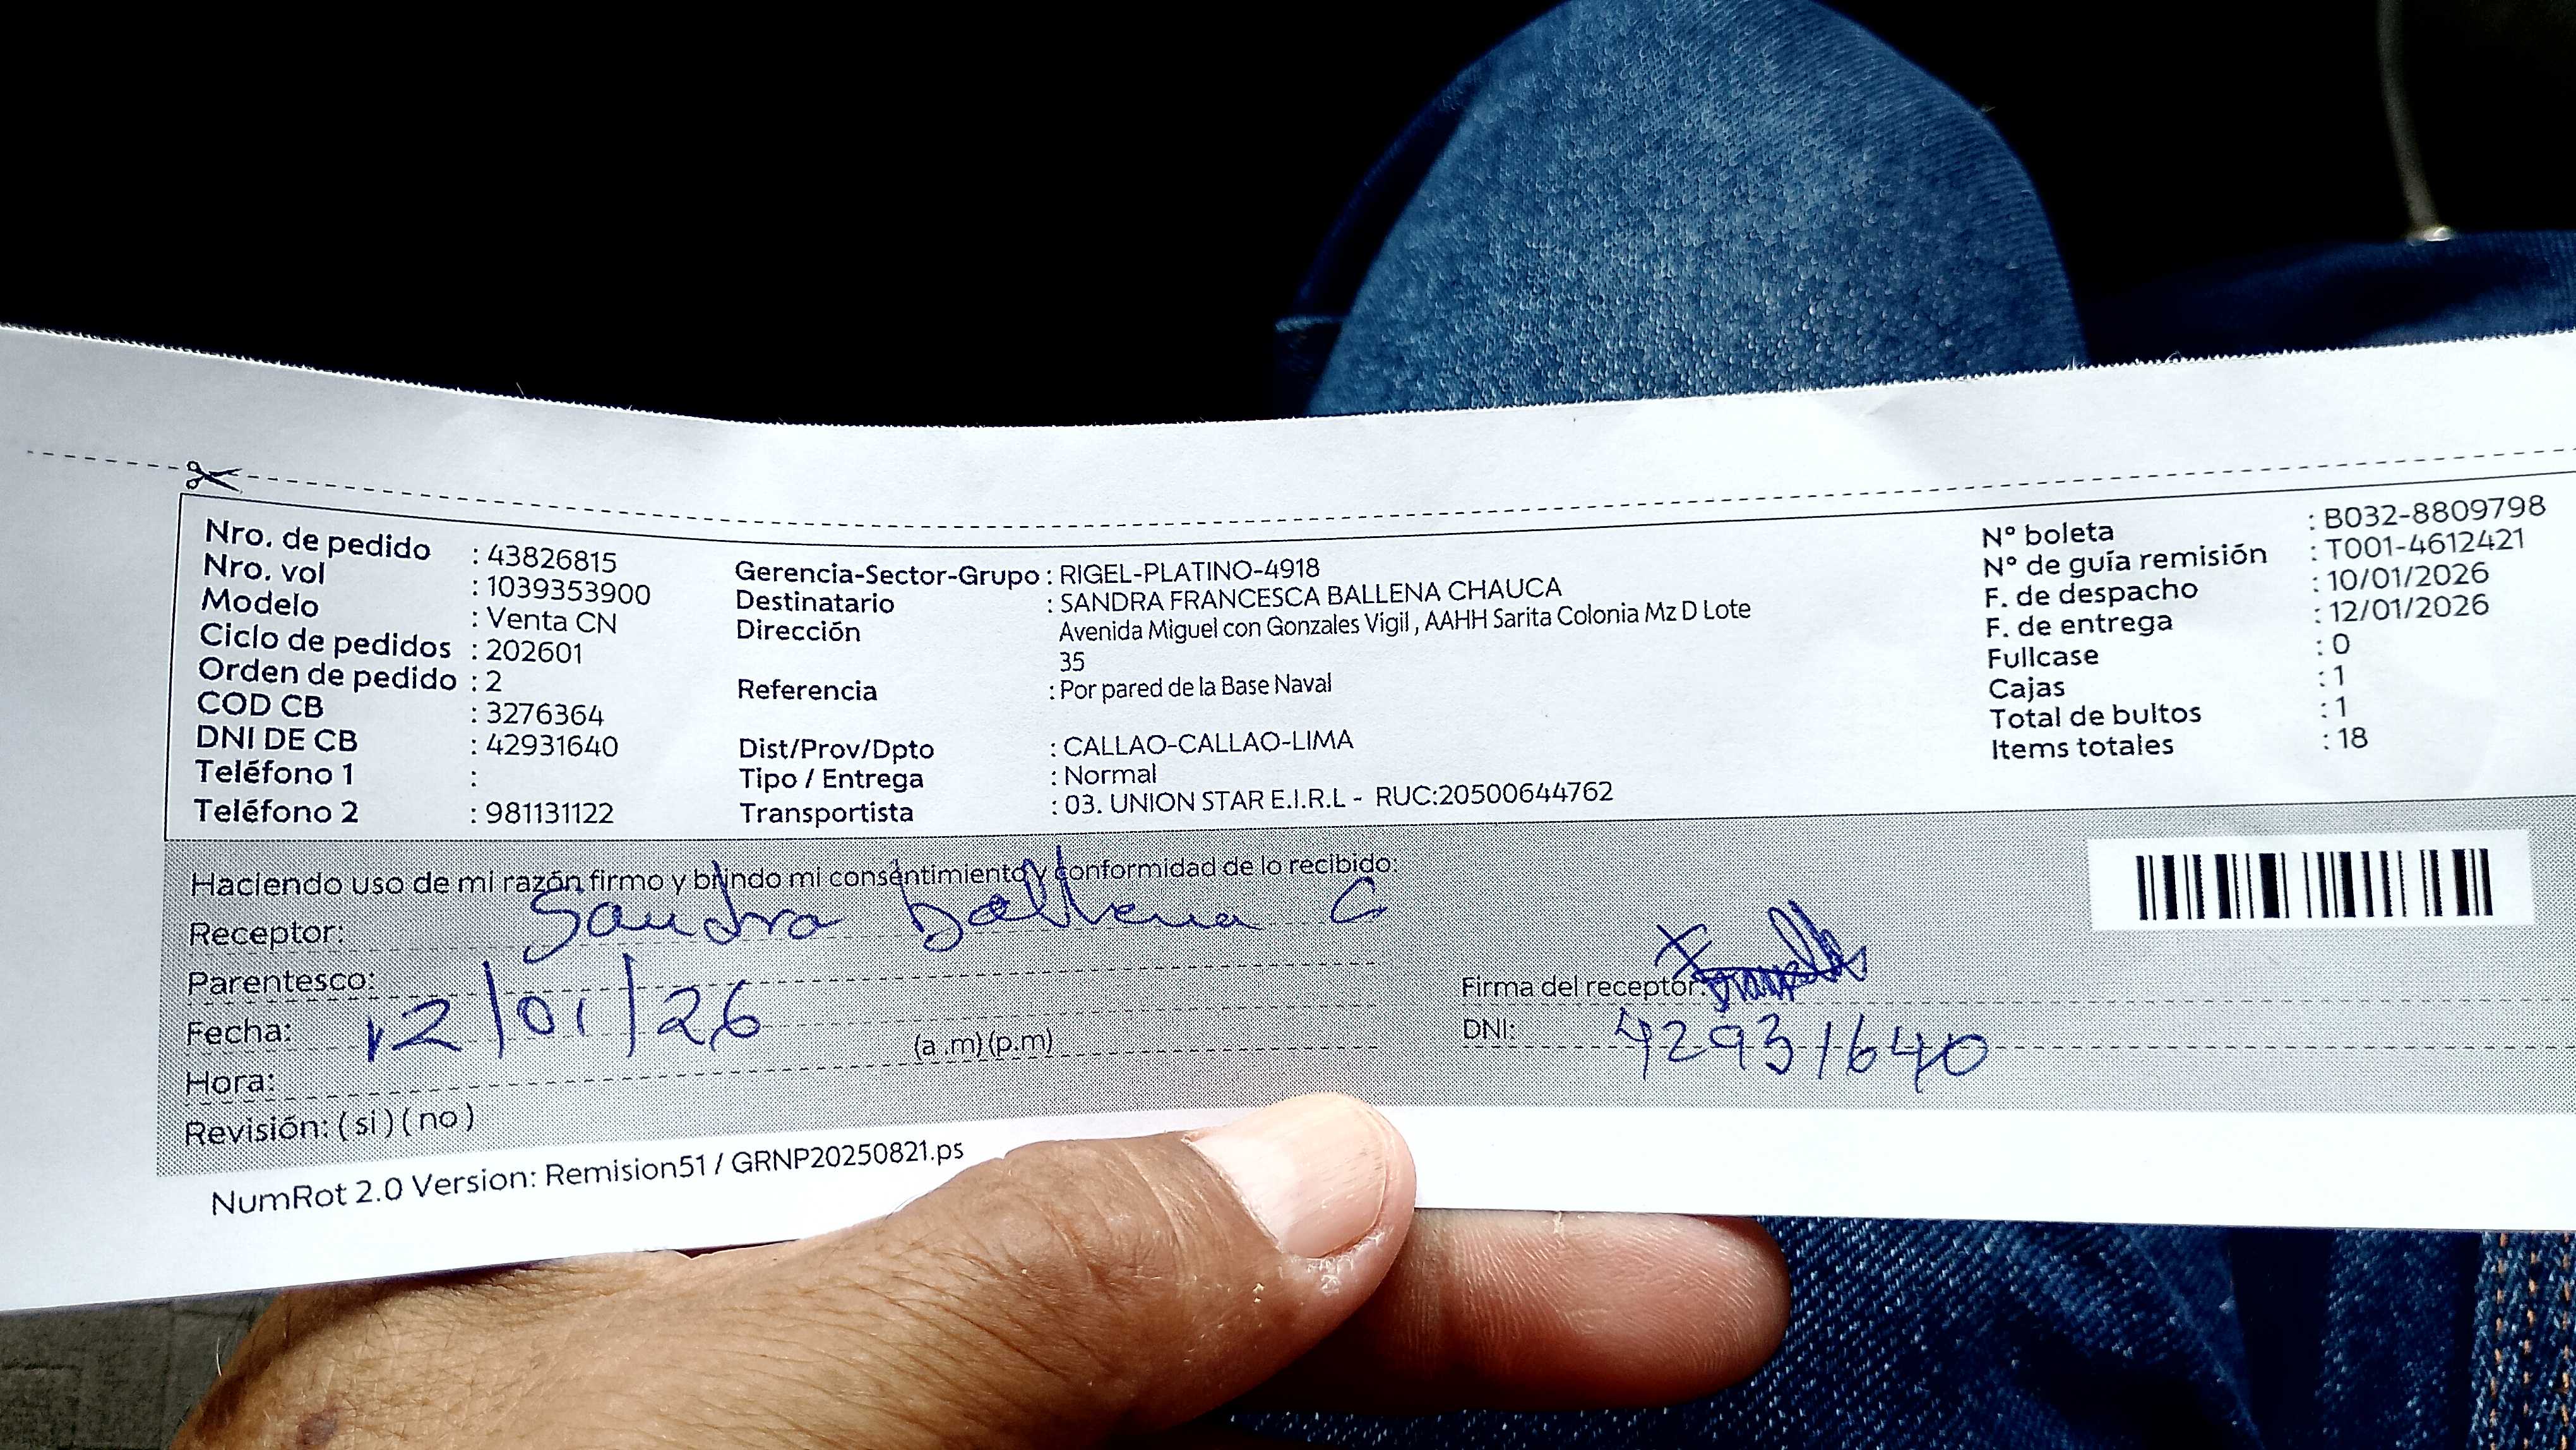 Nro. de pedido : 43826815
Nro. vol : 1039353900
Modelo : Venta CN
Ciclo de pedidos : 202601
Orden de pedido : 2
COD CB : 3276364
DNI DE CB : 42931640
Teléfono 1 :
Teléfono 2 : 981131122
Gerencia-Sector-Grupo : RIGEL-PLATINO-4918
Destinatario : SANDRA FRANCESCA BALLENA CHAUCA
Dirección Avenida Miguel con Gonzales Vigil , AAHH Sarita Colonia Mz D Lote
35
Referencia : Por pared de la Base Naval
Dist/Prov/Dpto : CALLAO-CALLAO-LIMA
Tipo / Entrega : Normal
Transportista : 03. UNION STAR E.I.R.L - RUC:20500644762
N° boleta : B032-8809798
N° de guía remisión : T001-4612421
F. de despacho : 10/01/2026
F. de entrega : 12/01/2026
Fullcase : 0
Cajas : 1
Total de bultos : 1
Items totales : 18
Haciendo uso de mi razón firmo y brindo mi consentimiento y conformidad de lo recibido:
Receptor: Sandra Ballena C
Parentesco:
Fecha: 12/01/26
Hora: (a .m) (p.m)
Revisión: ( si ) ( no )
Firma del receptor:
DNI: 42931640
NumRot 2.0 Version: Remision51 / GRNP20250821.ps